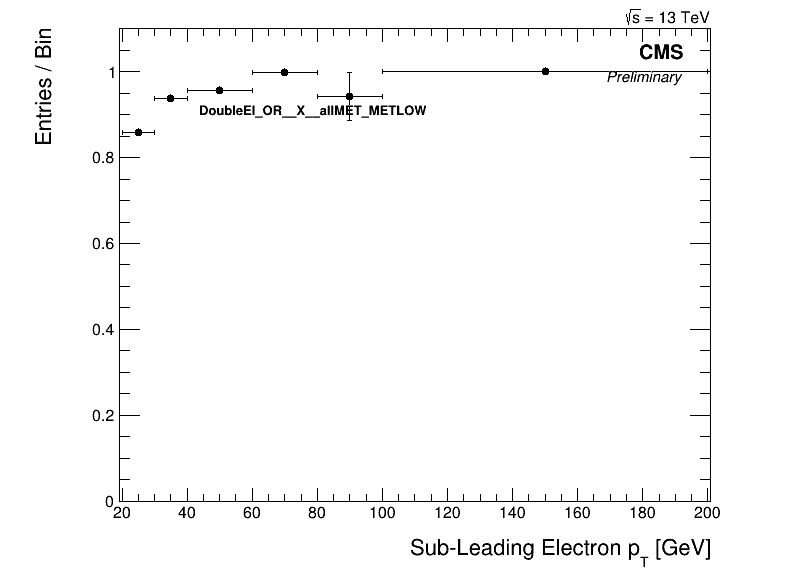 √s = 13 TeV
Entries / Bin
CMS
Preliminary
DoubleEl_OR__X__allMET_METLOW
1
0.8
0.6
0.4
0.2
0
20 40 60 80 100 120 140 160 180 200
Sub-Leading Electron pT [GeV]